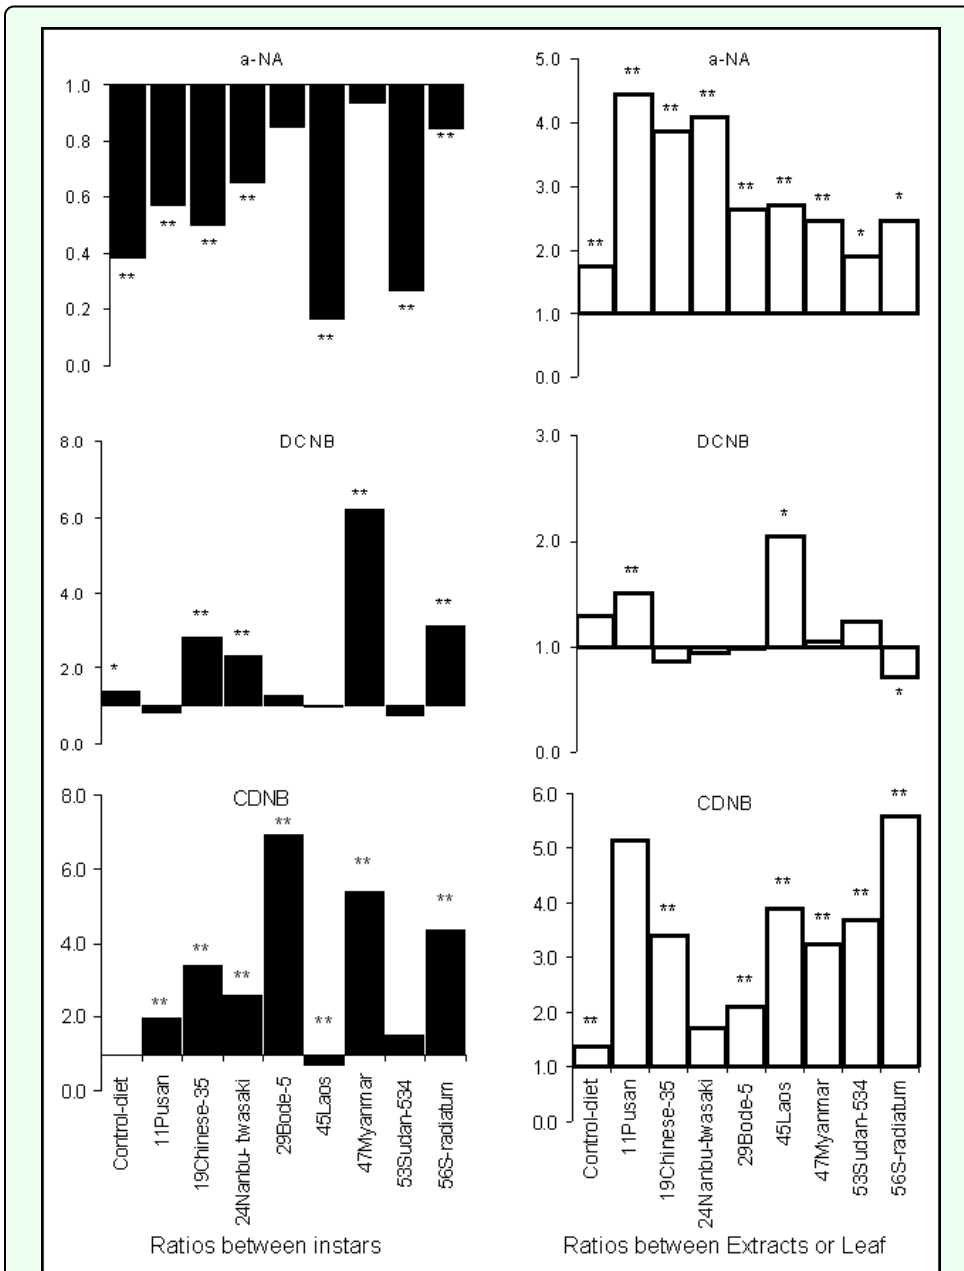 a-NA
1.0
0.8
0.6
0.4
0.2
0.0
** ** ** ** ** ** **
a-NA
5.0
4.0
3.0
2.0
1.0
0.0
** ** ** ** ** ** ** * *
DCNB
8.0
6.0
4.0
2.0
0.0
* ** ** ** **
DCNB
3.0
2.0
1.0
0.0
** * *
CDNB
8.0
6.0
4.0
2.0
0.0
** ** ** ** ** ** **
Control-diet
11Pusan
19Chinese-35
24Nanbu- twasaki
29Bode-5
45Laos
47Myanmar
53Sudan-534
56S-radiatum
Ratios between instars
CDNB
6.0
5.0
4.0
3.0
2.0
1.0
0.0
** ** ** ** ** ** **
Control-diet
11Pusan
19Chinese-35
24Nanbu-twasaki
29Bode-5
45Laos
47Myanmar
53Sudan-534
56S-radiatum
Ratios between Extracts or Leaf